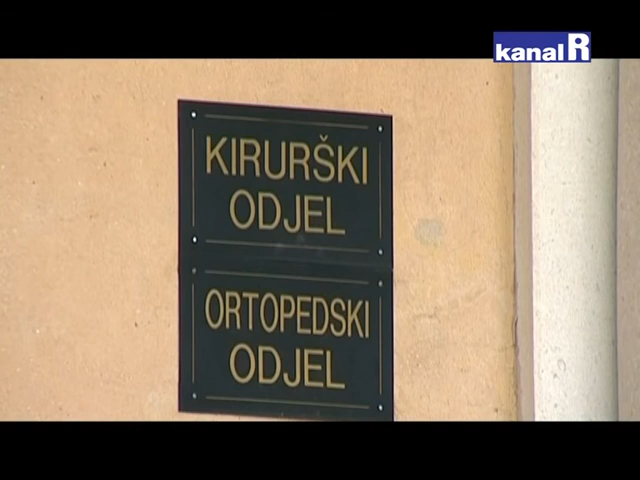 kanal R
KIRURŠKI
ODJEL
ORTOPEDSKI
ODJEL